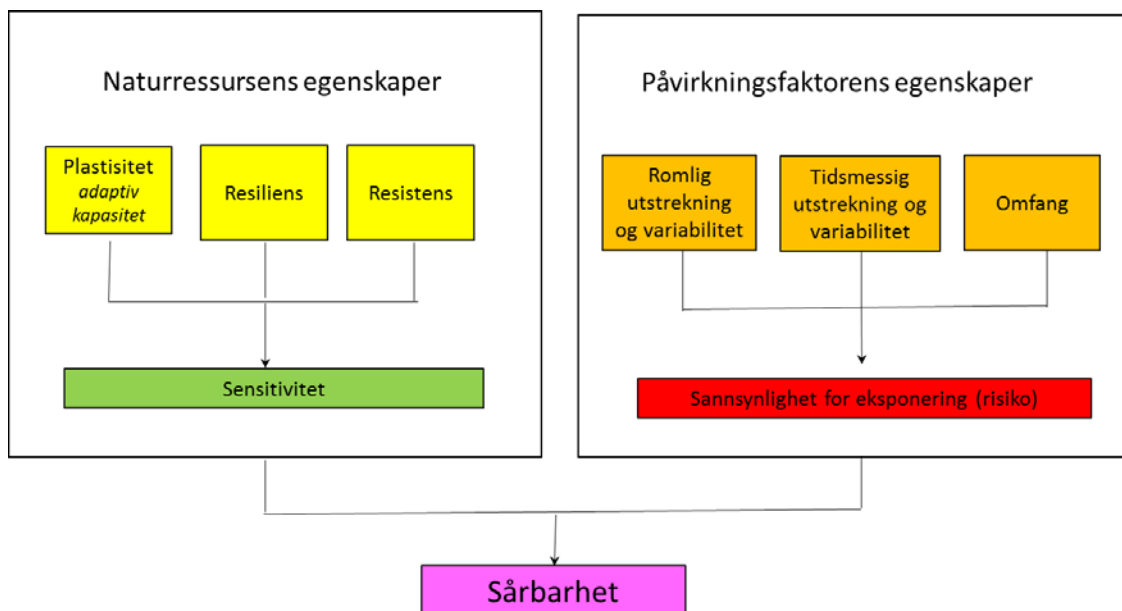 Naturressursens egenskaper
Plastisitet
adaptiv
kapasitet
Resiliens
Resistens
Sensitivitet
Påvirkningsfaktorens egenskaper
Romlig
utstrekning
og variabilitet
Tidsmessig
utstrekning og
variabilitet
Omfang
Sannsynlighet for eksponering (risiko)
Sårbarhet